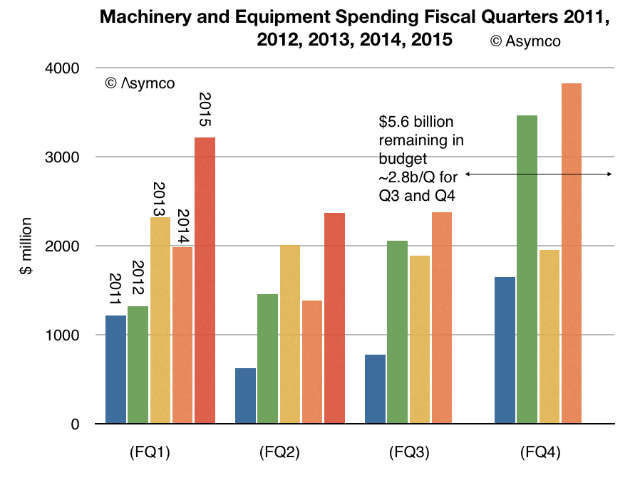 Machinery and Equipment Spending Fiscal Quarters 2011,
2012, 2013, 2014, 2015
© Asymco
4000
© Λsymco
2015
$5.6 billion
remaining in
budget
~2.8b/Q for
Q3 and Q4
3000
2013
2014
2012
2011
$ million
2000
1000
0
(FQ1)
(FQ2)
(FQ3)
(FQ4)